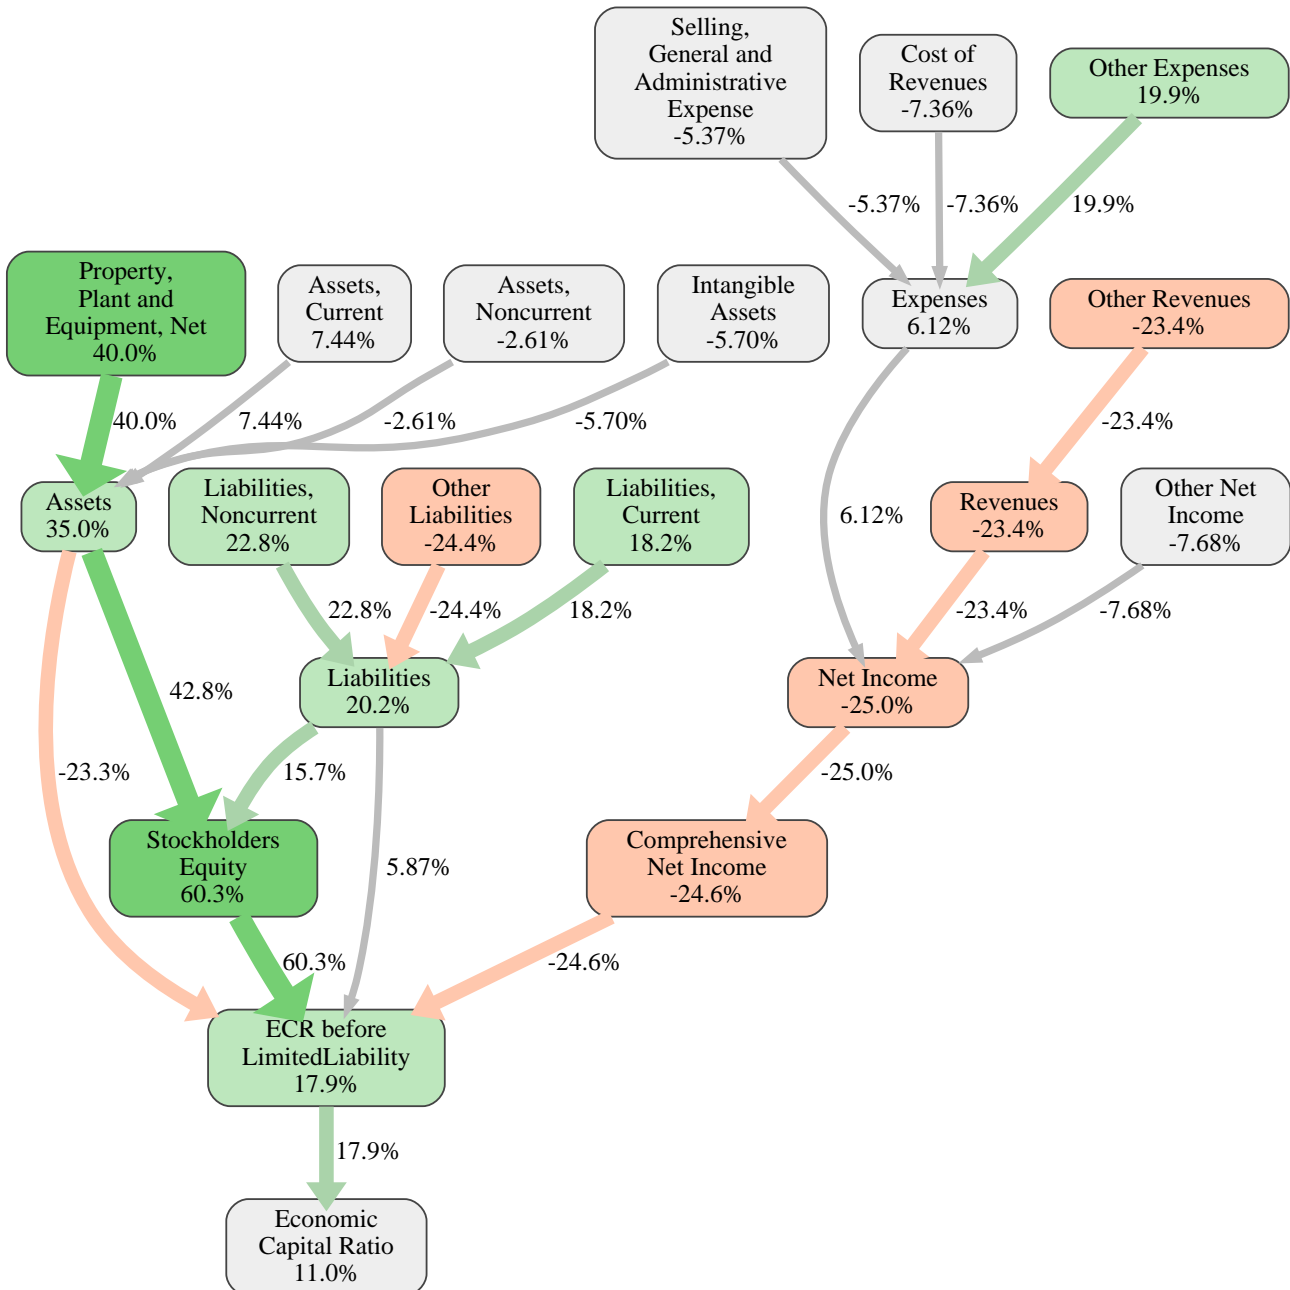 Selling,
General and
Administrative
Expense
-5.37%
Cost of
Revenues
-7.36%
Other Expenses
19.9%
-5.37%
-7.36%
19.9%
Property,
Plant and
Equipment, Net
40.0%
Assets,
Current
7.44%
Assets,
Noncurrent
-2.61%
Intangible
Assets
-5.70%
Expenses
6.12%
Other Revenues
-23.4%
40.0%
7.44%
-2.61%
-5.70%
-23.4%
Assets
35.0%
Liabilities,
Noncurrent
22.8%
Other
Liabilities
-24.4%
Liabilities,
Current
18.2%
6.12%
Revenues
-23.4%
Other Net
Income
-7.68%
22.8%
-24.4%
18.2%
-23.4%
-7.68%
42.8%
Liabilities
20.2%
Net Income
-25.0%
-23.3%
15.7%
-25.0%
Stockholders
Equity
60.3%
5.87%
Comprehensive
Net Income
-24.6%
60.3%
-24.6%
ECR before
LimitedLiability
17.9%
17.9%
Economic
Capital Ratio
11.0%